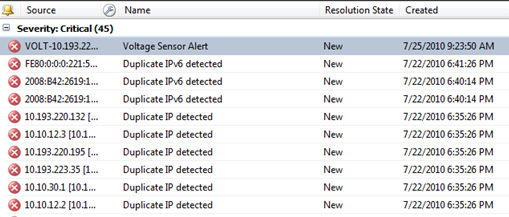 Source Name Resolution State Created
Severity: Critical (45)
VOLT-10.193.22... Voltage Sensor Alert New 7/25/2010 9:23:50 AM
FE80:0:0:0:221:5... Duplicate IPv6 detected New 7/22/2010 6:41:26 PM
2008:B42:2619:1... Duplicate IPv6 detected New 7/22/2010 6:40:14 PM
2008:B42:2619:1... Duplicate IPv6 detected New 7/22/2010 6:40:14 PM
10.193.220.132 [... Duplicate IP detected New 7/22/2010 6:35:26 PM
10.10.12.3 [10.1... Duplicate IP detected New 7/22/2010 6:35:26 PM
10.193.220.195 [... Duplicate IP detected New 7/22/2010 6:35:26 PM
10.193.223.35 [1... Duplicate IP detected New 7/22/2010 6:35:26 PM
10.10.30.1 [10.1... Duplicate IP detected New 7/22/2010 6:35:26 PM
10.10.12.2 [10.1... Duplicate IP detected New 7/22/2010 6:35:26 PM